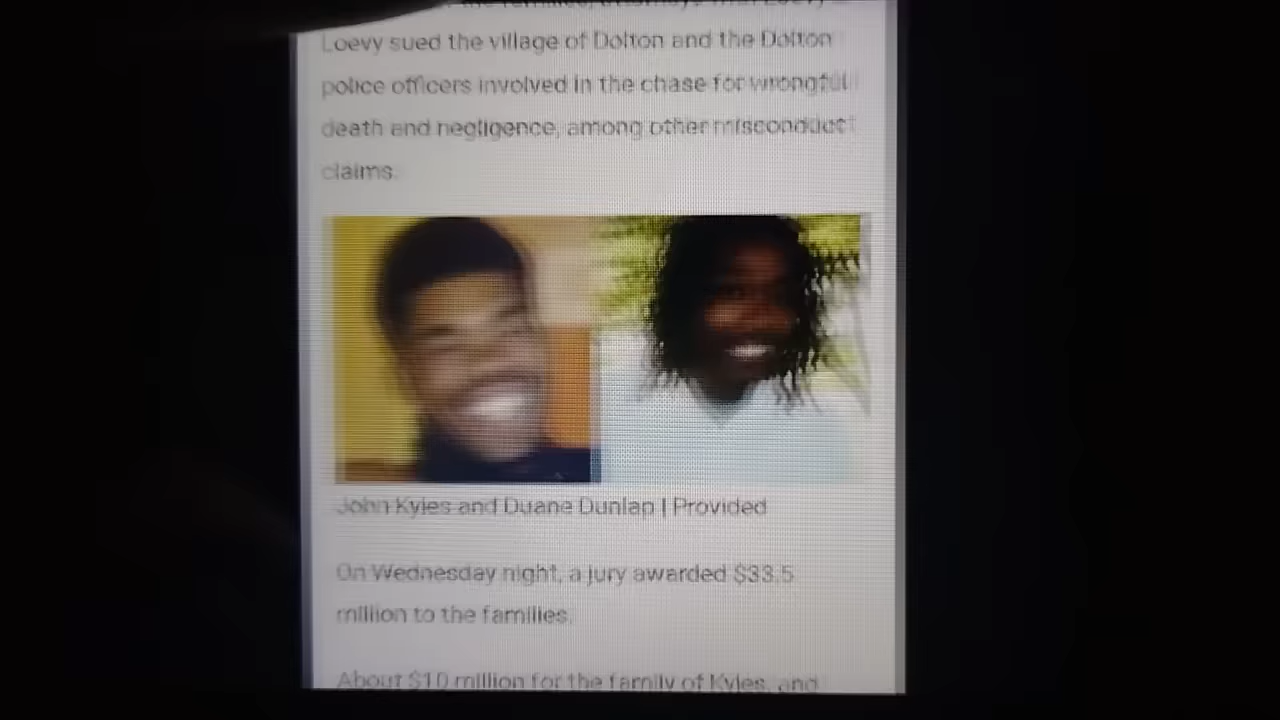 Loevy sued the village of Dolton and the Dolton
police officers involved in the chase for wrongful
death and negligence, among other misconduct
claims.
John Kyles and Duane Dunlap | Provided
On Wednesday night, a jury awarded $33.5
million to the families.
About $10 million for the family of Kyles, and